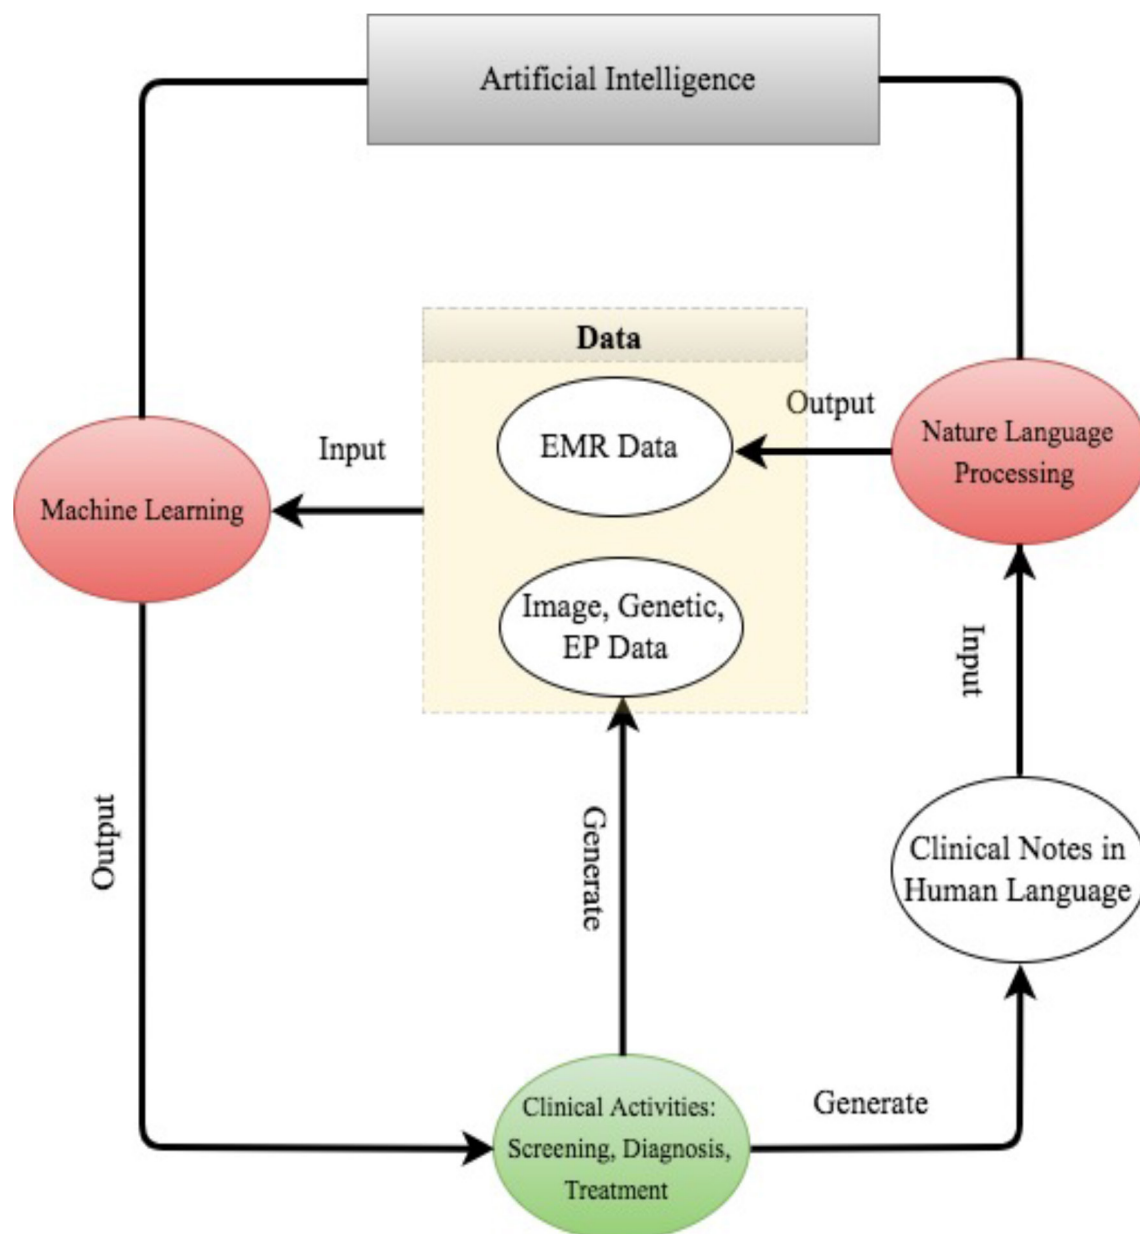 Artificial Intelligence
Data
EMR Data
Output
Nature Language
Processing
Input
Machine Learning
Image, Genetic,
EP Data
Input
Output
Generate
Clinical Notes in
Human Language
Clinical Activities:
Screening, Diagnosis,
Treatment
Generate